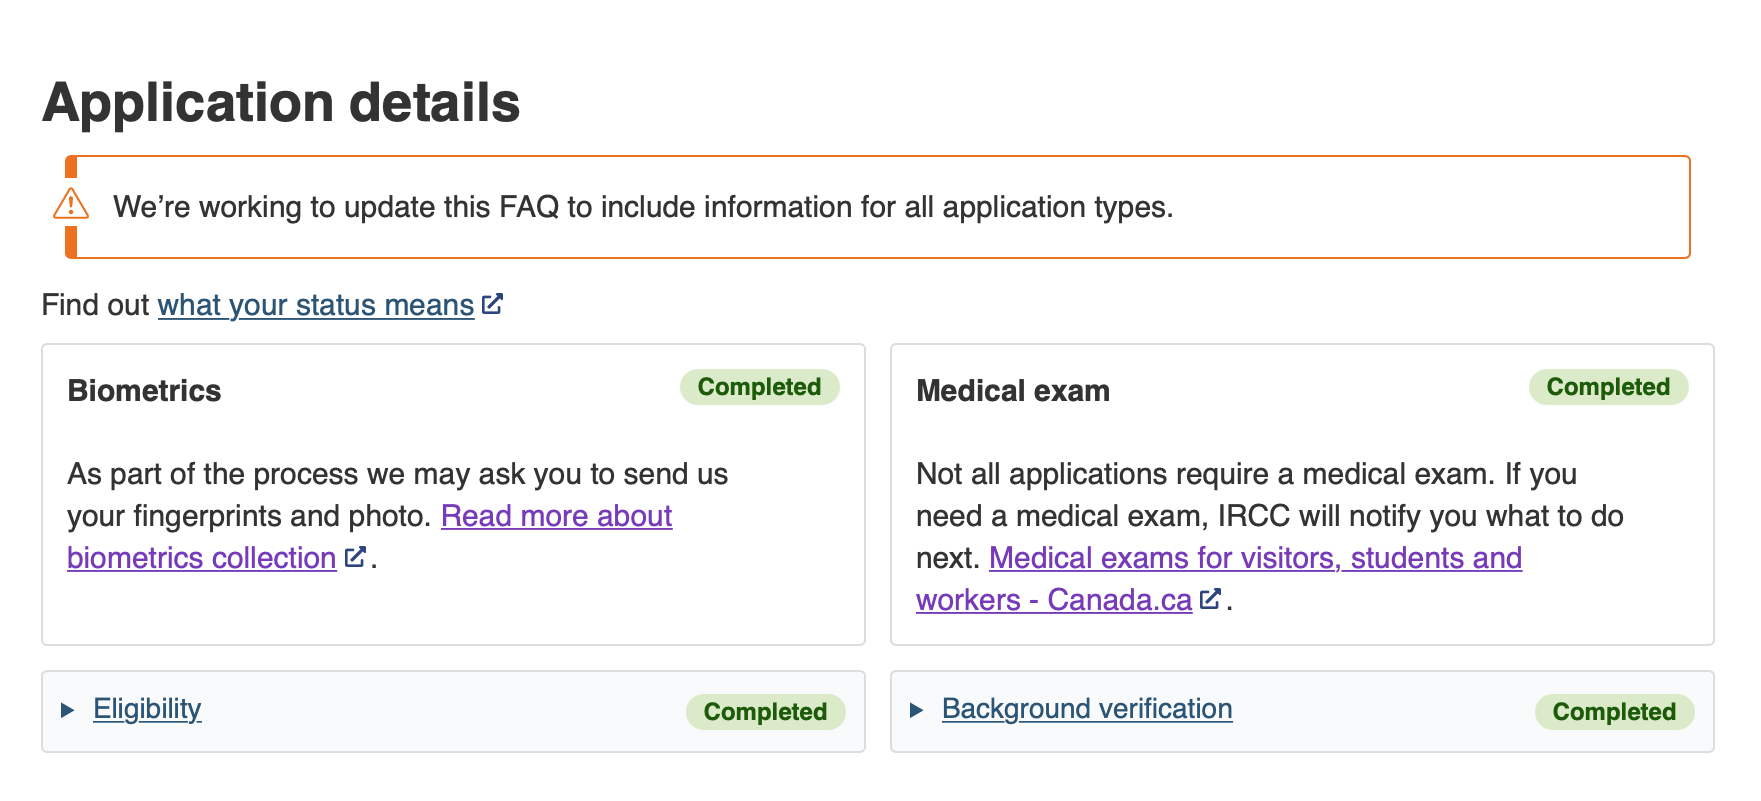 Application details
We’re working to update this FAQ to include information for all application types.
Find out what your status means
Biometrics
Completed
As part of the process we may ask you to send us
your fingerprints and photo. Read more about
biometrics collection .
Medical exam
Completed
Not all applications require a medical exam. If you
need a medical exam, IRCC will notify you what to do
next. Medical exams for visitors, students and
workers - Canada.ca .
Eligibility
Completed
Background verification
Completed